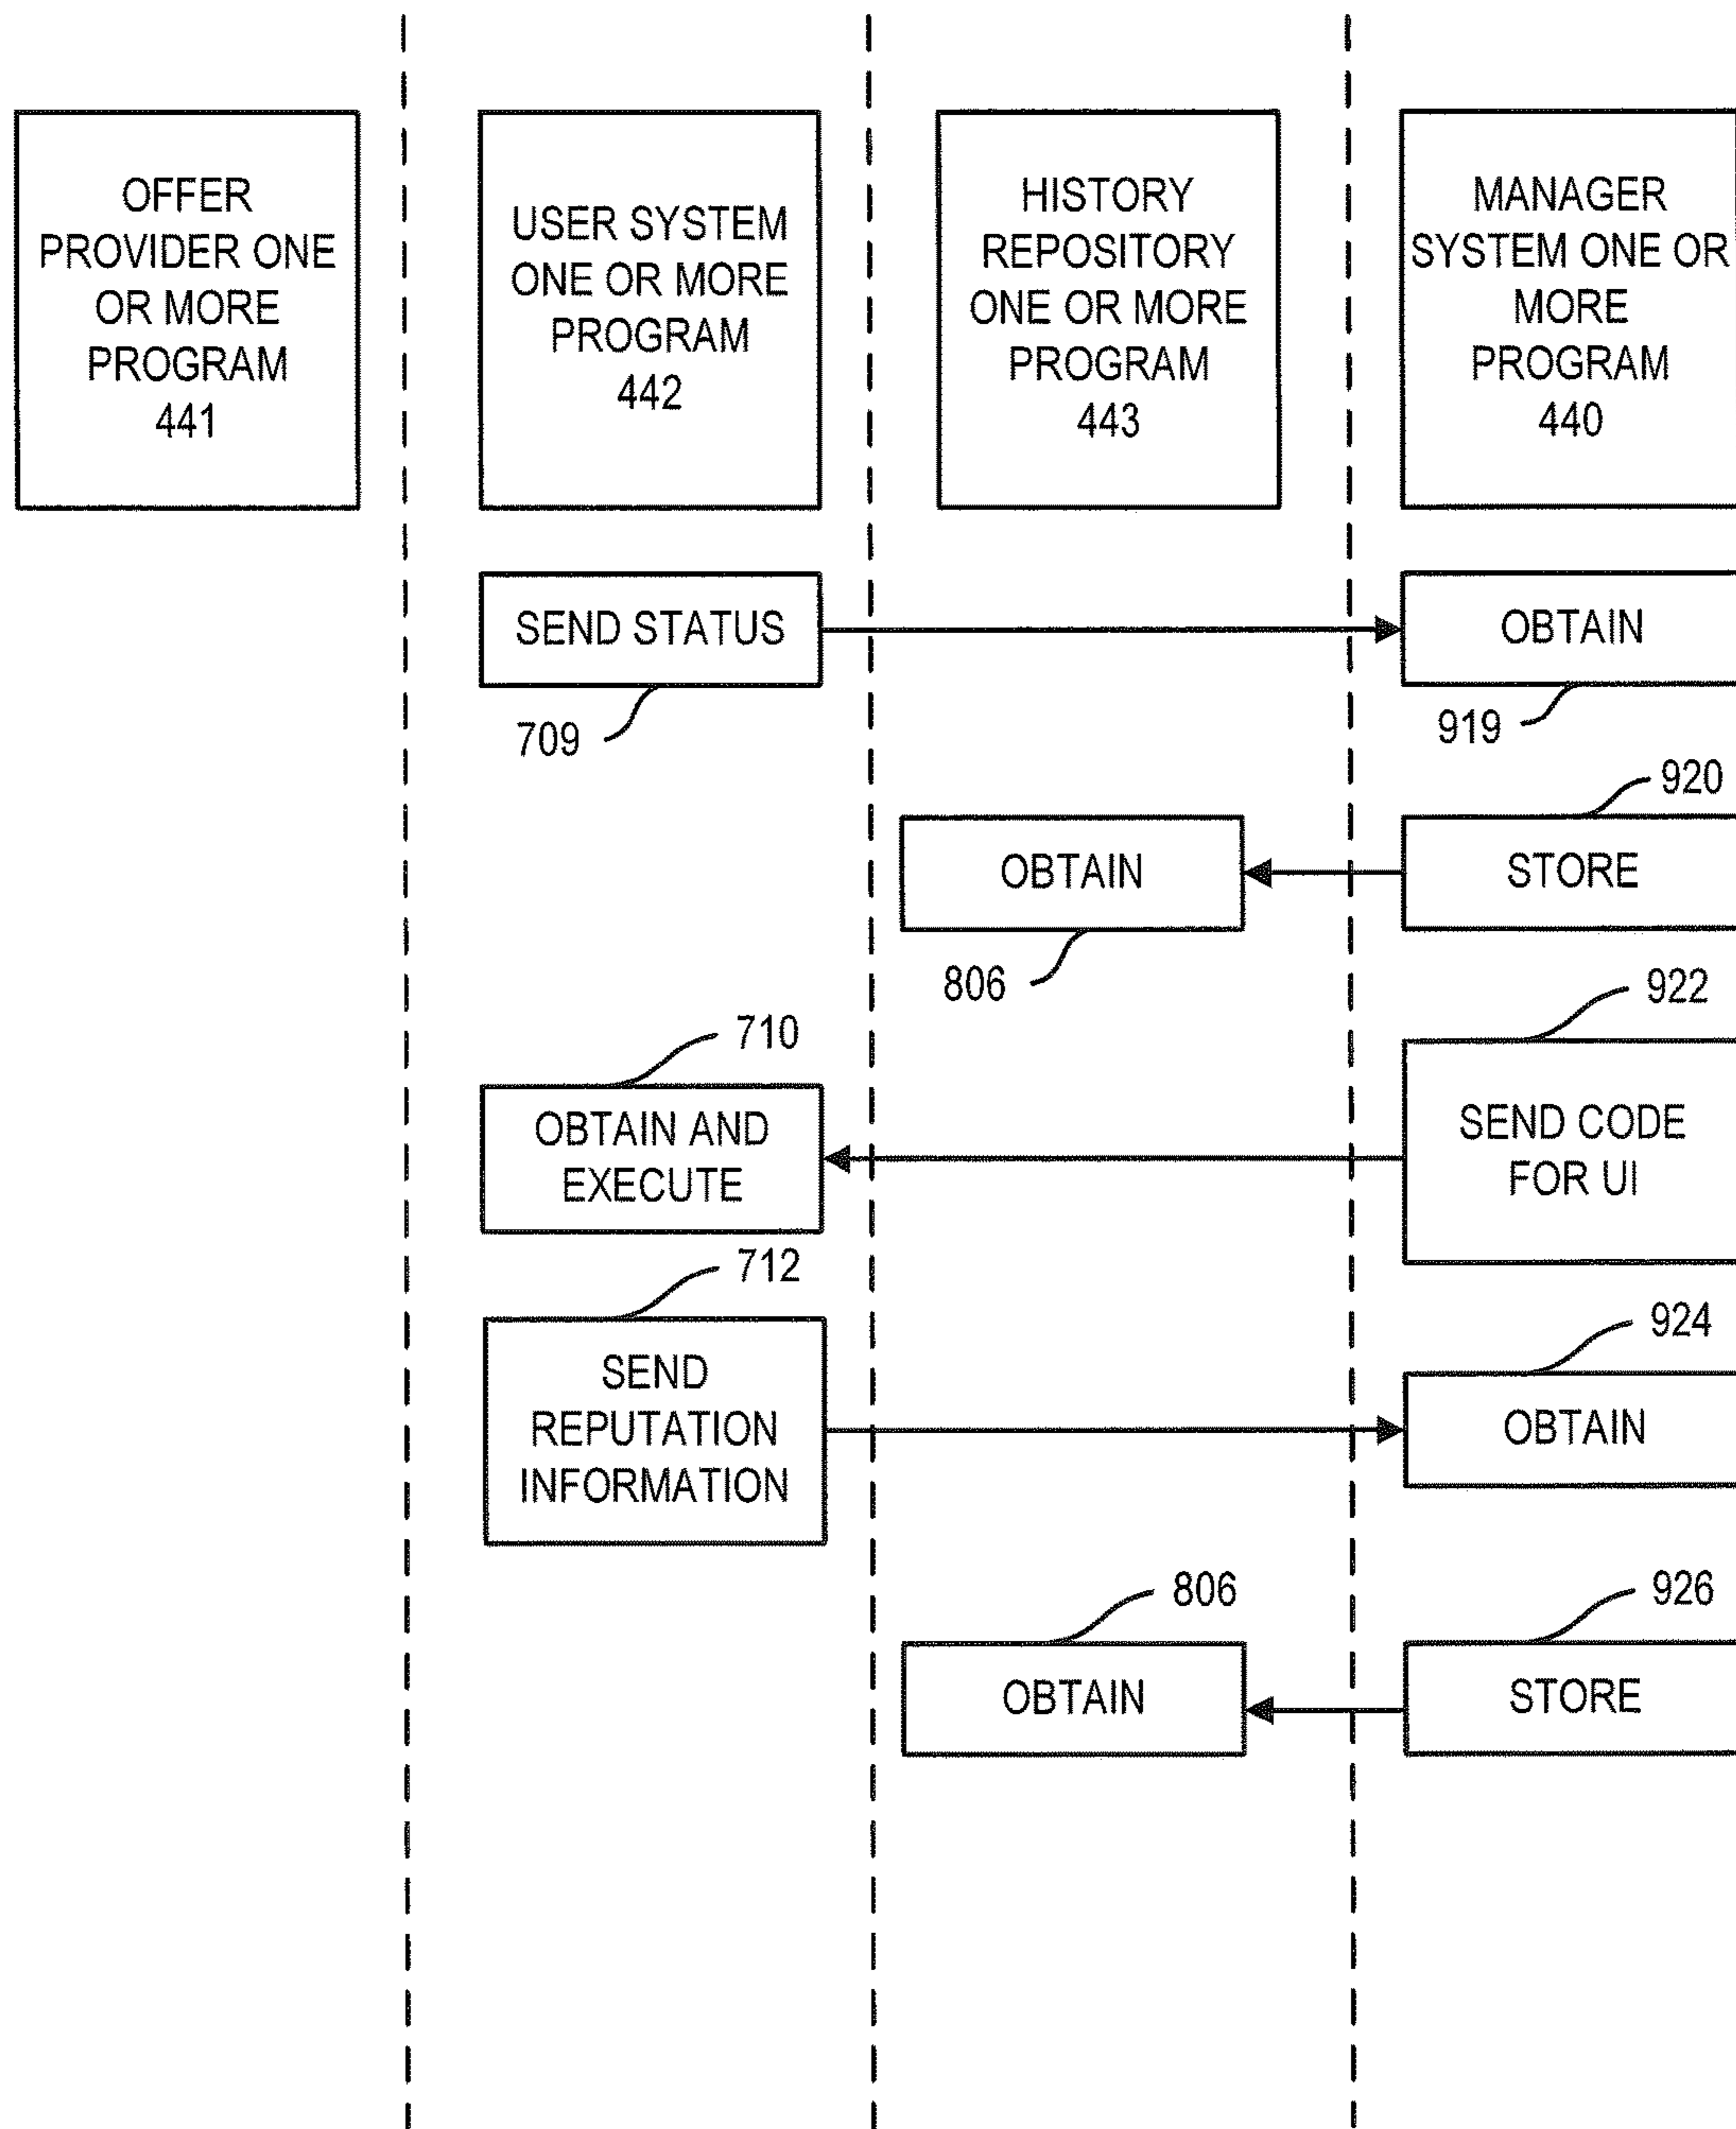 OFFER
PROVIDER ONE
OR MORE
PROGRAM
441
USER SYSTEM
ONE OR MORE
PROGRAM
442
HISTORY
REPOSITORY
ONE OR MORE
PROGRAM
443
MANAGER
SYSTEM ONE OR
MORE
PROGRAM
440
SEND STATUS
709
OBTAIN
919
920
STORE
OBTAIN
806
922
SEND CODE
FOR UI
710
OBTAIN AND
EXECUTE
712
SEND
REPUTATION
INFORMATION
924
OBTAIN
926
STORE
806
OBTAIN